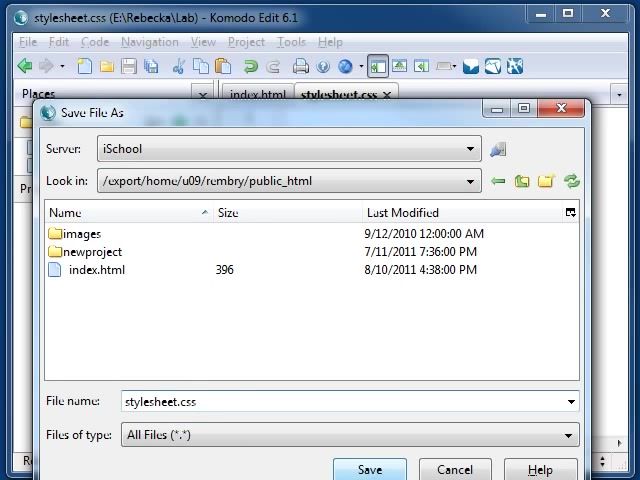 stylesheet.css (E:\Rebecka\Lab) - Komodo Edit 6.1
File Edit Code Navigation View Project Tools Help
Places
index.html stylesheet.css
Save File As
Server: iSchool
Look in: /export/home/u09/rembry/public_html
Name Size Last Modified
images 9/12/2010 12:00:00 AM
newproject 7/11/2011 7:36:00 PM
index.html 396 8/10/2011 4:38:00 PM
File name: stylesheet.css
Files of type: All Files (*.*)
Save Cancel Help